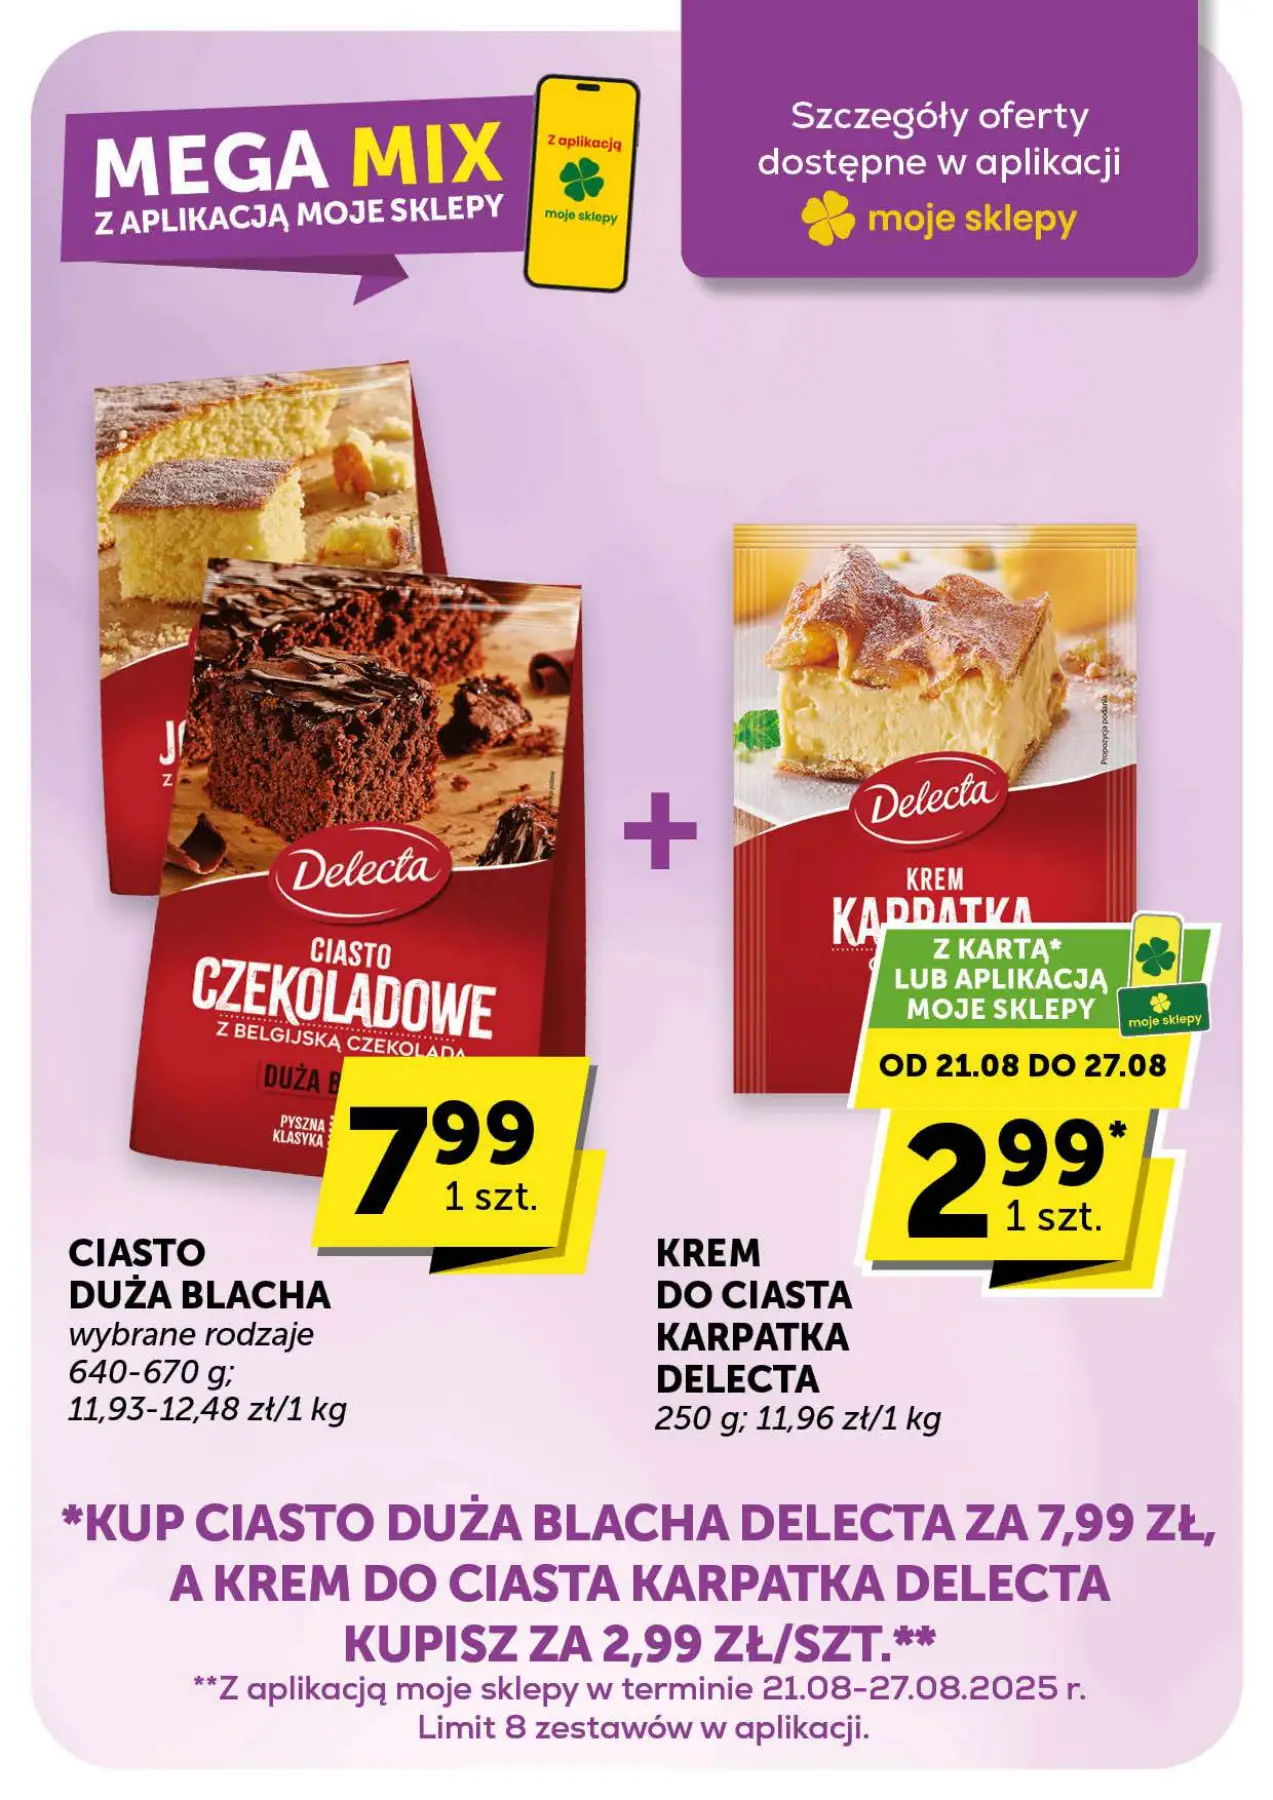 MEGA MIX
Z APLIKACJĄ MOJE SKLEPY
Z aplikacją
moje sklepy
Szczegóły oferty
dostępne w aplikacji
moje sklepy
Delecta
CIASTO
CZEKOLADOWE
Z BELGIJSKĄ CZEKOLADĄ
DUŻA
PYSZNA
KLASYKA
7 99
1 szt.
+
Propozycja podania
Delecta
KREM
KARPATKA
Z KARTĄ*
LUB APLIKACJĄ
MOJE SKLEPY
moje sklepy
OD 21.08 DO 27.08
2 99*
1 szt.
CIASTO
DUŻA BLACHA
wybrane rodzaje
640-670 g;
11,93-12,48 zł/1 kg
KREM
DO CIASTA
KARPATKA
DELECTA
250 g; 11,96 zł/1 kg
*KUP CIASTO DUŻA BLACHA DELECTA ZA 7,99 ZŁ,
A KREM DO CIASTA KARPATKA DELECTA
KUPISZ ZA 2,99 ZŁ/SZT.**
**Z aplikacją moje sklepy w terminie 21.08-27.08.2025 r.
Limit 8 zestawów w aplikacji.